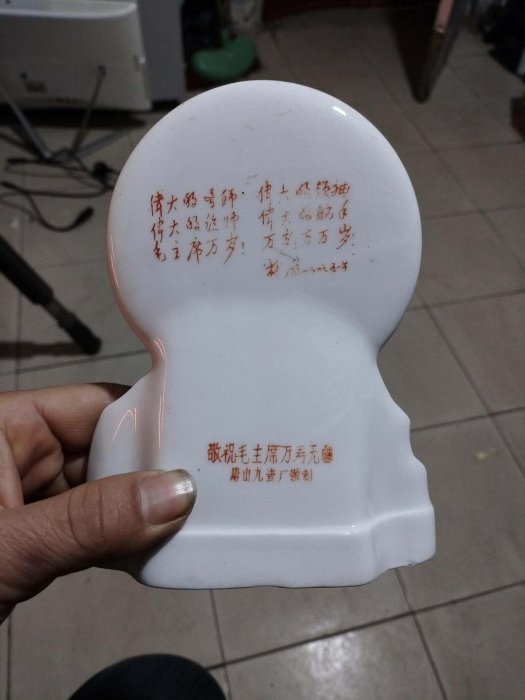 伟大的导师 伟大的领袖
伟大的统帅 伟大的舵手
毛主席万岁！万岁！万万岁！
敬祝毛主席万寿无疆
唐山九瓷厂敬制